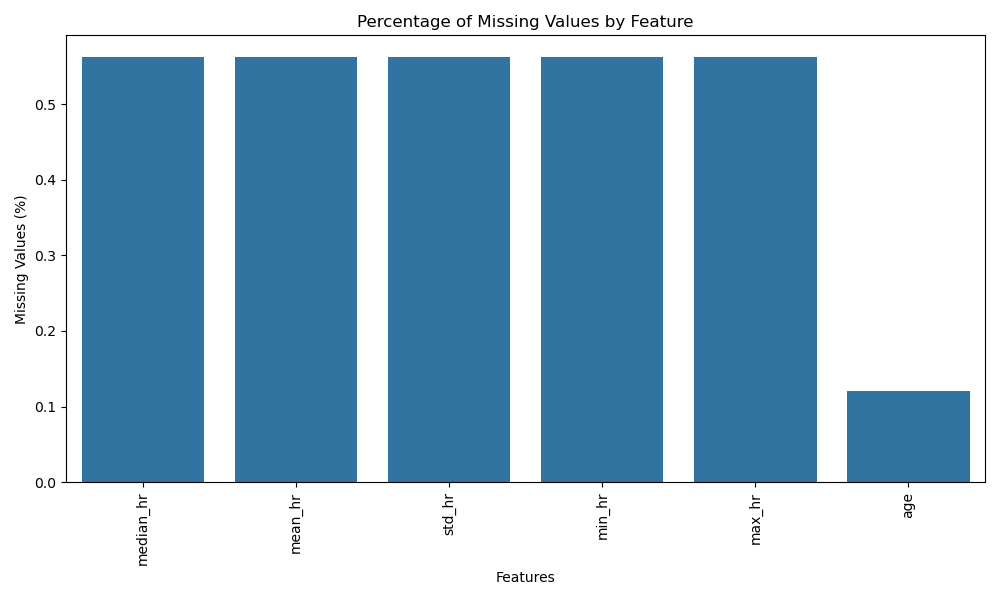 Percentage of Missing Values by Feature
Missing Values (%)
0.5
0.4
0.3
0.2
0.1
0.0
median_hr
mean_hr
std_hr
min_hr
max_hr
age
Features